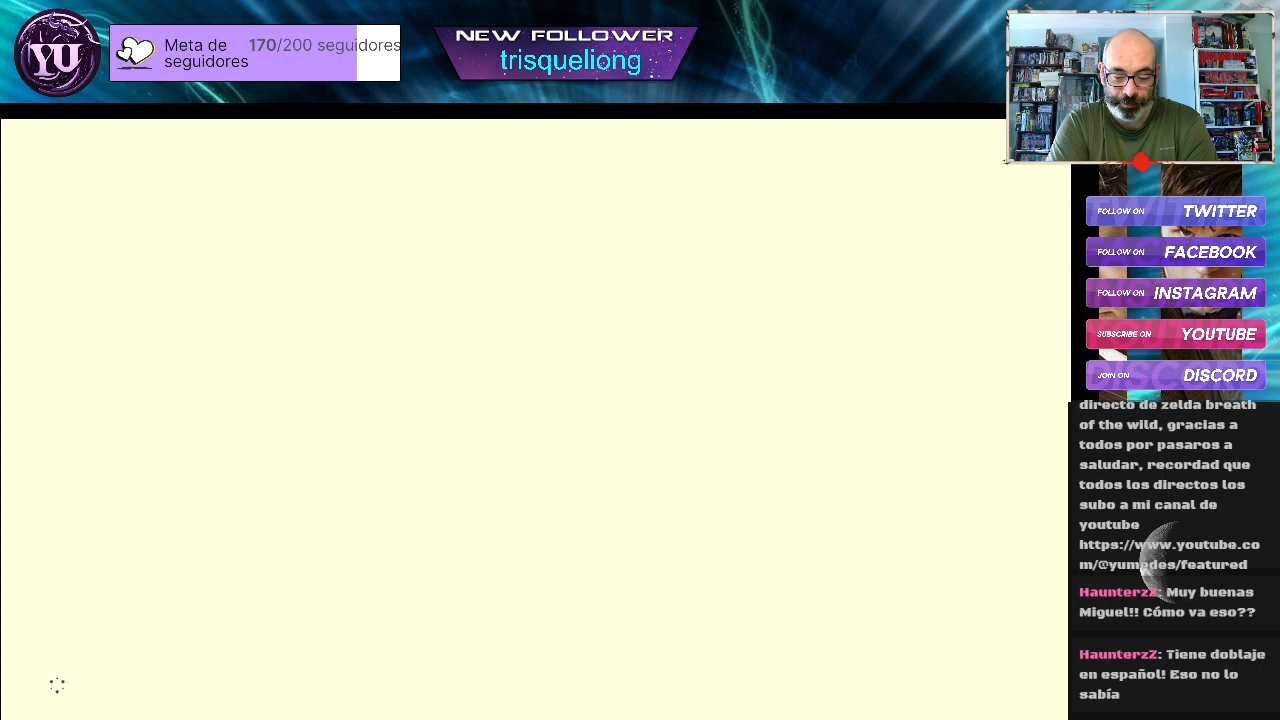 YU
Meta de
seguidores
170/200 seguidores
NEW FOLLOWER
trisqueliong
FOLLOW ON TWITTER
FOLLOW ON FACEBOOK
FOLLOW ON INSTAGRAM
SUBSCRIBE ON YOUTUBE
JOIN ON DISCORD
directo de zelda breath
of the wild, gracias a
todos por pasaros a
saludar, recordad que
todos los directos los
subo a mi canal de
youtube
https://www.youtube.co
m/@yumedes/featured
HaunterzZ: Muy buenas
Miguel!! Cómo va eso??
HaunterzZ: Tiene doblaje
en español! Eso no lo
sabía